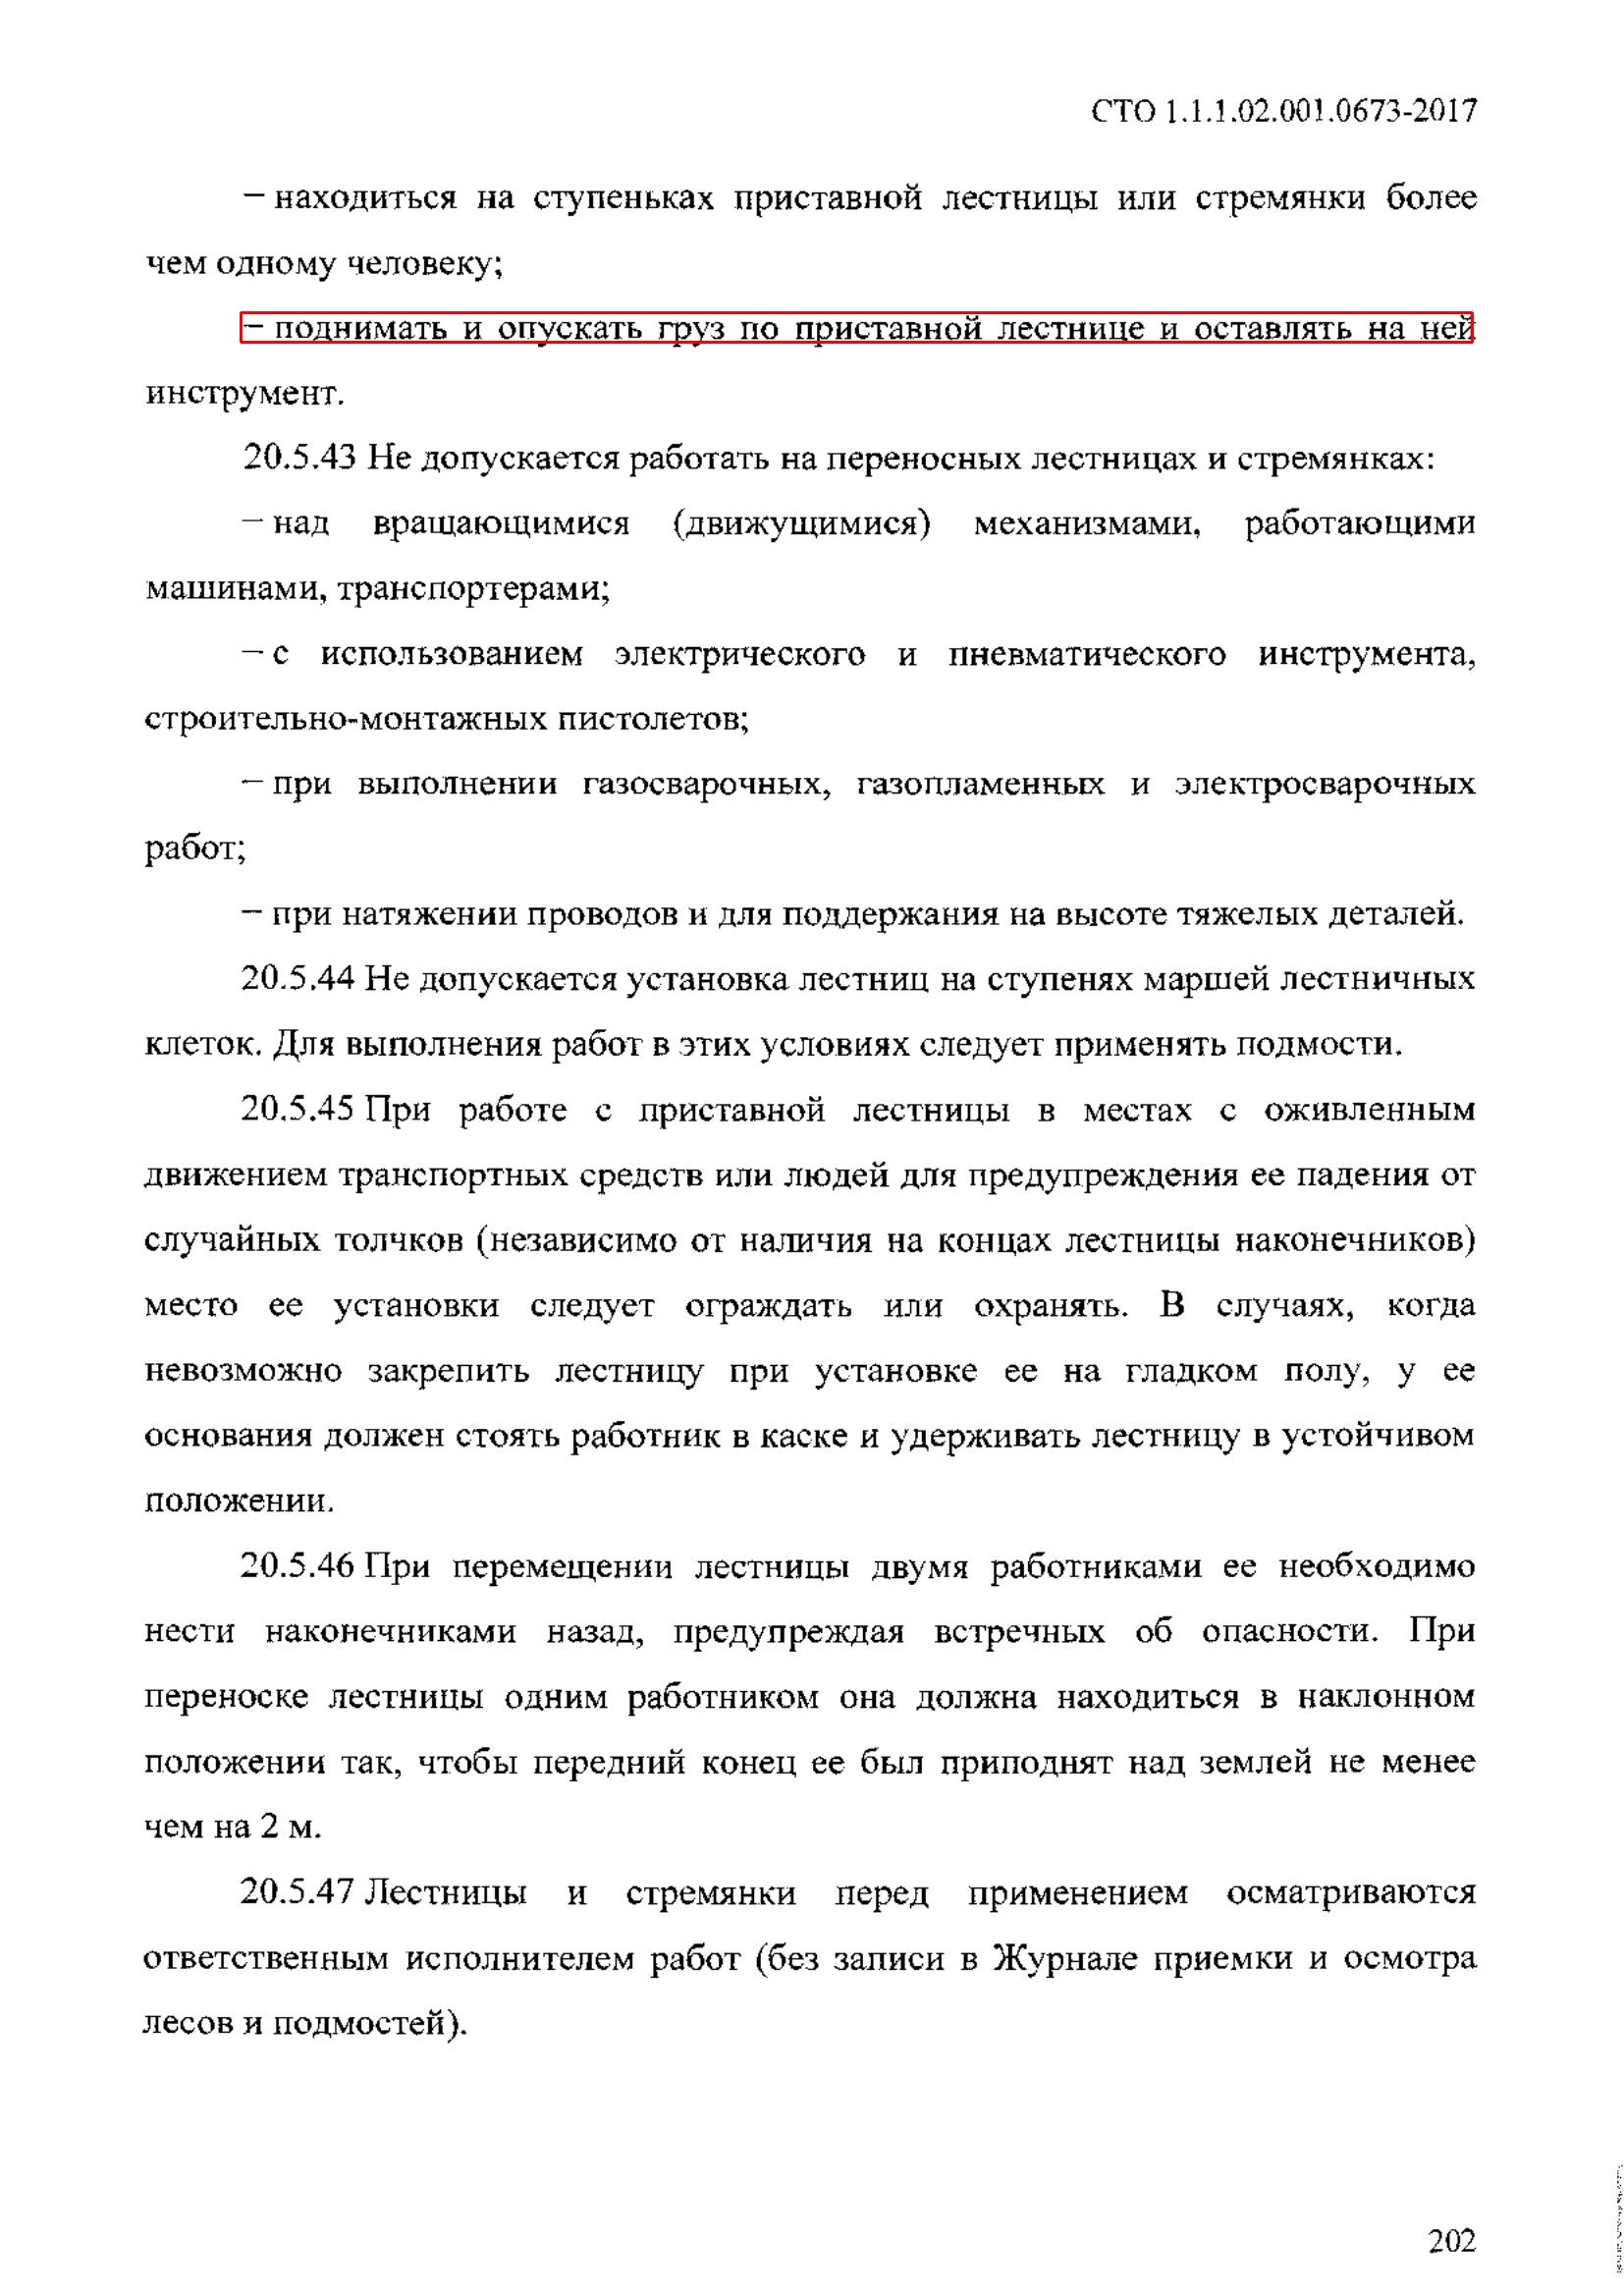 СТО 1.1.1.02.001.0673-2017
– находиться на ступеньках приставной лестницы или стремянки более
чем одному человеку;
– поднимать и опускать груз по приставной лестнице и оставлять на ней
инструмент.
20.5.43 Не допускается работать на переносных лестницах и стремянках:
– над вращающимися (движущимися) механизмами, работающими
машинами, транспортерами;
– с использованием электрического и пневматического инструмента,
строительно-монтажных пистолетов;
– при выполнении газосварочных, газопламенных и электросварочных
работ;
– при натяжении проводов и для поддержания на высоте тяжелых деталей.
20.5.44 Не допускается установка лестниц на ступенях маршей лестничных
клеток. Для выполнения работ в этих условиях следует применять подмости.
20.5.45 При работе с приставной лестницы в местах с оживленным
движением транспортных средств или людей для предупреждения ее падения от
случайных толчков (независимо от наличия на концах лестницы наконечников)
место ее установки следует ограждать или охранять. В случаях, когда
невозможно закрепить лестницу при установке ее на гладком полу, у ее
основания должен стоять работник в каске и удерживать лестницу в устойчивом
положении.
20.5.46 При перемещении лестницы двумя работниками ее необходимо
нести наконечниками назад, предупреждая встречных об опасности. При
переноске лестницы одним работником она должна находиться в наклонном
положении так, чтобы передний конец ее был приподнят над землей не менее
чем на 2 м.
20.5.47 Лестницы и стремянки перед применением осматриваются
ответственным исполнителем работ (без записи в Журнале приемки и осмотра
лесов и подмостей).
202